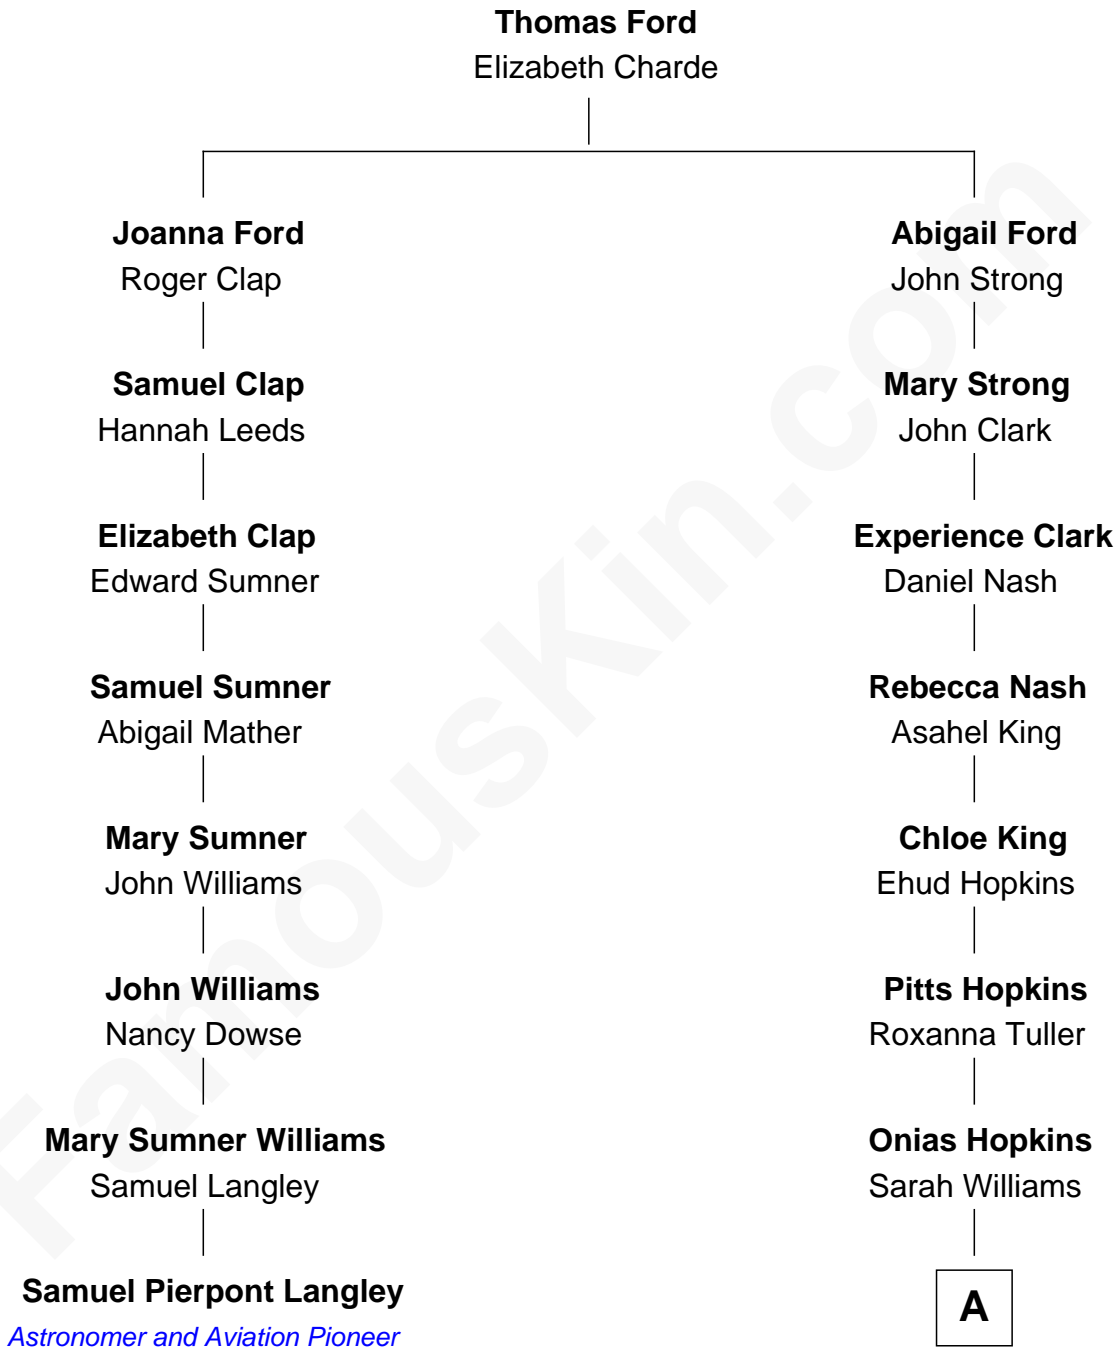 Thomas Ford
Elizabeth Charde
Joanna Ford
Roger Clap
Abigail Ford
John Strong
Samuel Clap
Hannah Leeds
Mary Strong
John Clark
Elizabeth Clap
Edward Sumner
Experience Clark
Daniel Nash
Samuel Sumner
Abigail Mather
Rebecca Nash
Asahel King
Mary Sumner
John Williams
Chloe King
Ehud Hopkins
John Williams
Nancy Dowse
Pitts Hopkins
Roxanna Tuller
Mary Sumner Williams
Samuel Langley
Onias Hopkins
Sarah Williams
Samuel Pierpont Langley
Astronomer and Aviation Pioneer
A
FamousKin.com